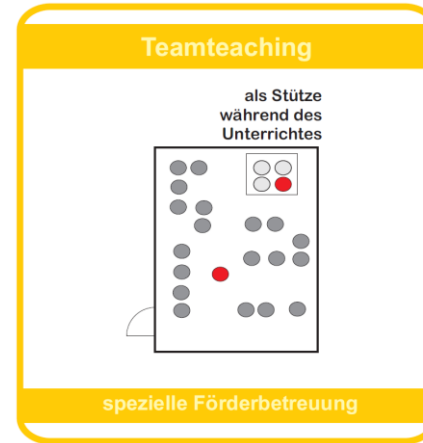 Teamteaching
als Stütze
während des
Unterrichtes
spezielle Förderbetreuung